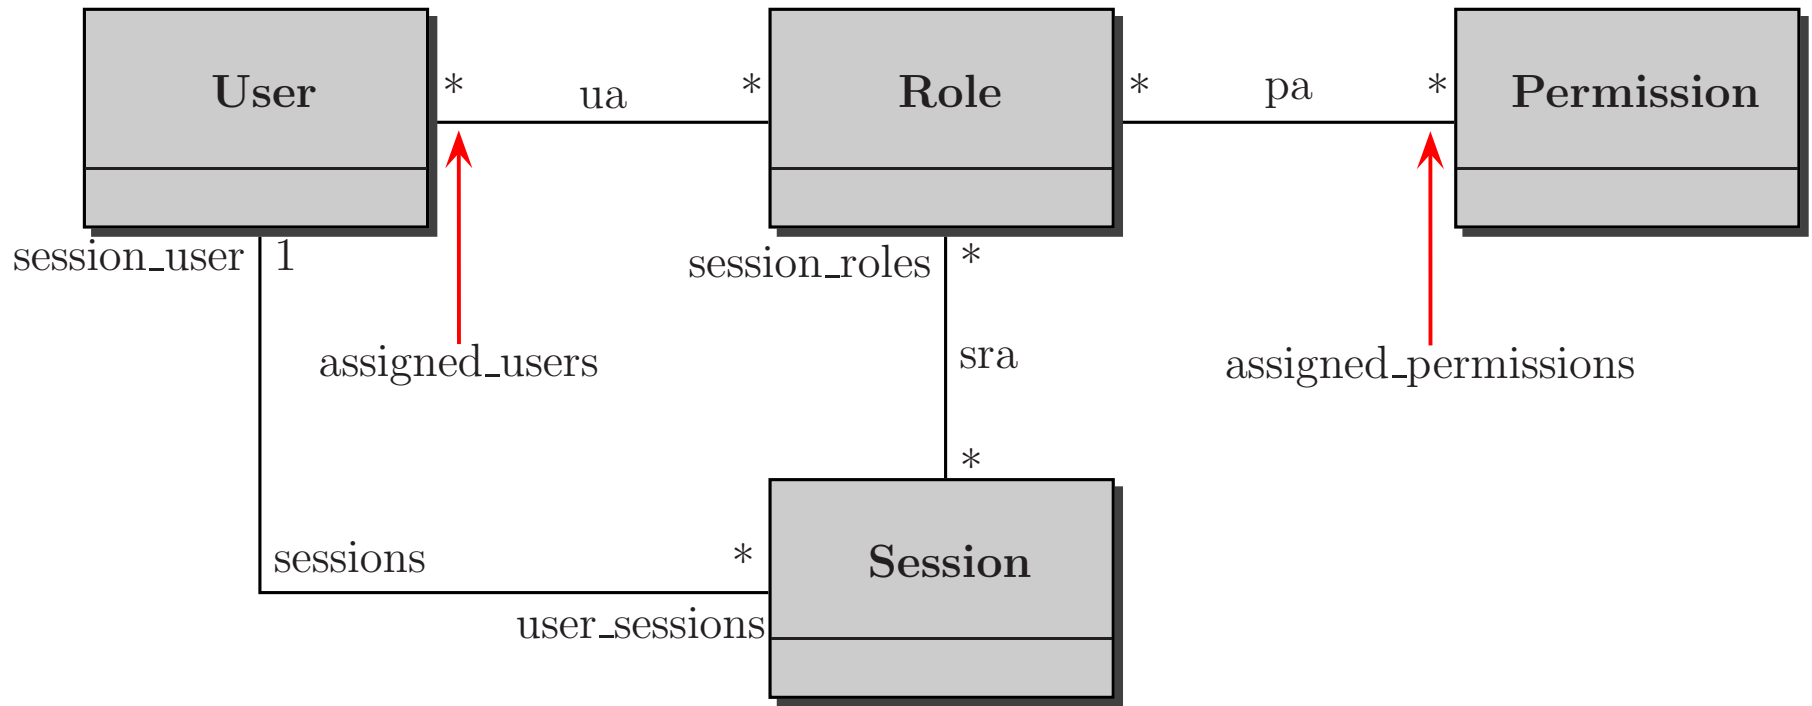 User
*
ua
*
Role
*
pa
*
Permission
session_user
1
session_roles
*
assigned_users
sra
assigned_permissions
*
sessions
*
Session
user_sessions